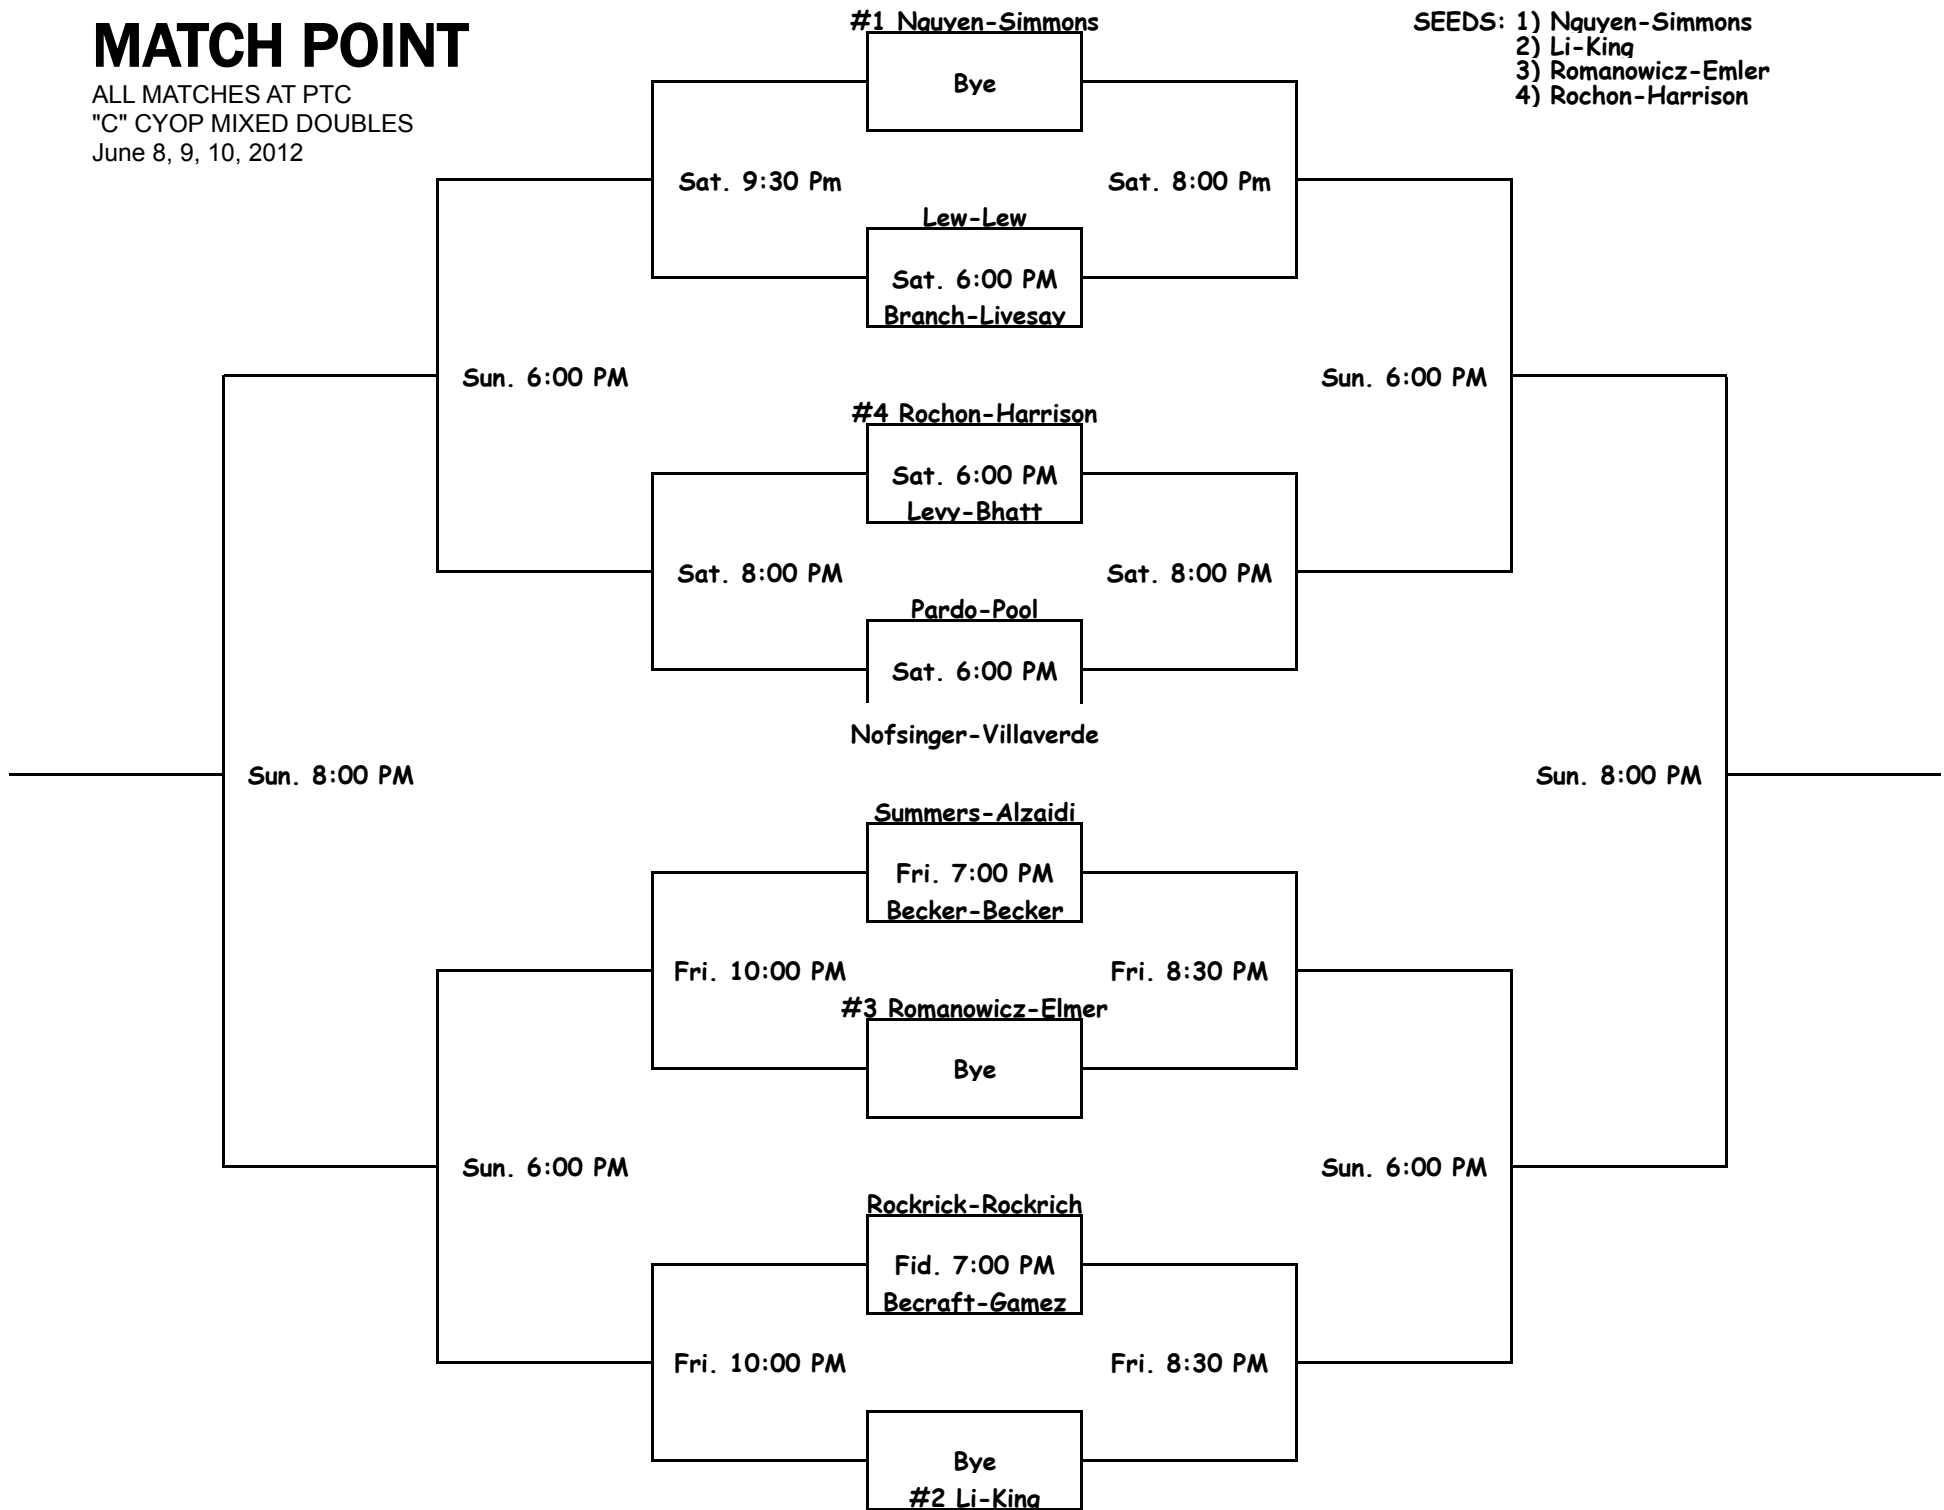 MATCH POINT
ALL MATCHES AT PTC
"C" CYOP MIXED DOUBLES
June 8, 9, 10, 2012
SEEDS: 1) Nguyen-Simmons
2) Li-King
3) Romanowicz-Emler
4) Rochon-Harrison
#1 Nguyen-Simmons
Bye
Sat. 9:30 Pm
Sat. 8:00 Pm
Lew-Lew
Sat. 6:00 PM
Branch-Livesay
Sun. 6:00 PM
Sun. 6:00 PM
#4 Rochon-Harrison
Sat. 6:00 PM
Levy-Bhatt
Sat. 8:00 PM
Sat. 8:00 PM
Pardo-Pool
Sat. 6:00 PM
Nofsinger-Villaverde
Sun. 8:00 PM
Sun. 8:00 PM
Summers-Alzaidi
Fri. 7:00 PM
Becker-Becker
Fri. 10:00 PM
Fri. 8:30 PM
#3 Romanowicz-Elmer
Bye
Sun. 6:00 PM
Sun. 6:00 PM
Rockrick-Rockrich
Fid. 7:00 PM
Becraft-Gamez
Fri. 10:00 PM
Fri. 8:30 PM
Bye
#2 Li-King